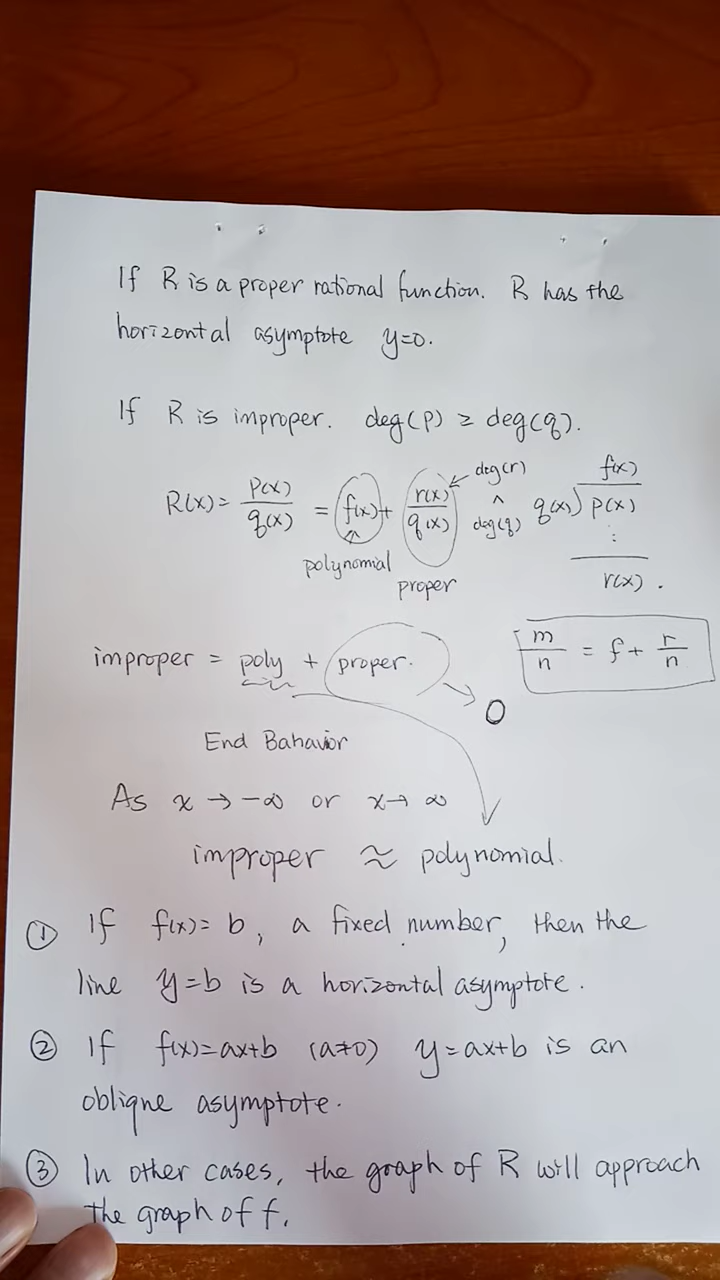 If R is a proper rational function. R has the
horizontal asymptote y=0.
If R is improper. deg(p) ≥ deg(q).
R(x) = p(x)/q(x) = f(x) + r(x)/q(x)
deg(r)
^
deg(q)
polynomial
proper
f(x)
q(x) ) p(x)
:
r(x).
improper = poly + proper. → 0
m/n = f + r/n
End Bahavior
As x → -∞ or x → ∞
improper ≈ polynomial.
① If f(x) = b, a fixed number, then the
line y=b is a horizontal asymptote.
② If f(x)=ax+b (a≠0) y=ax+b is an
oblique asymptote.
③ In other cases, the graph of R will approach
the graph of f.